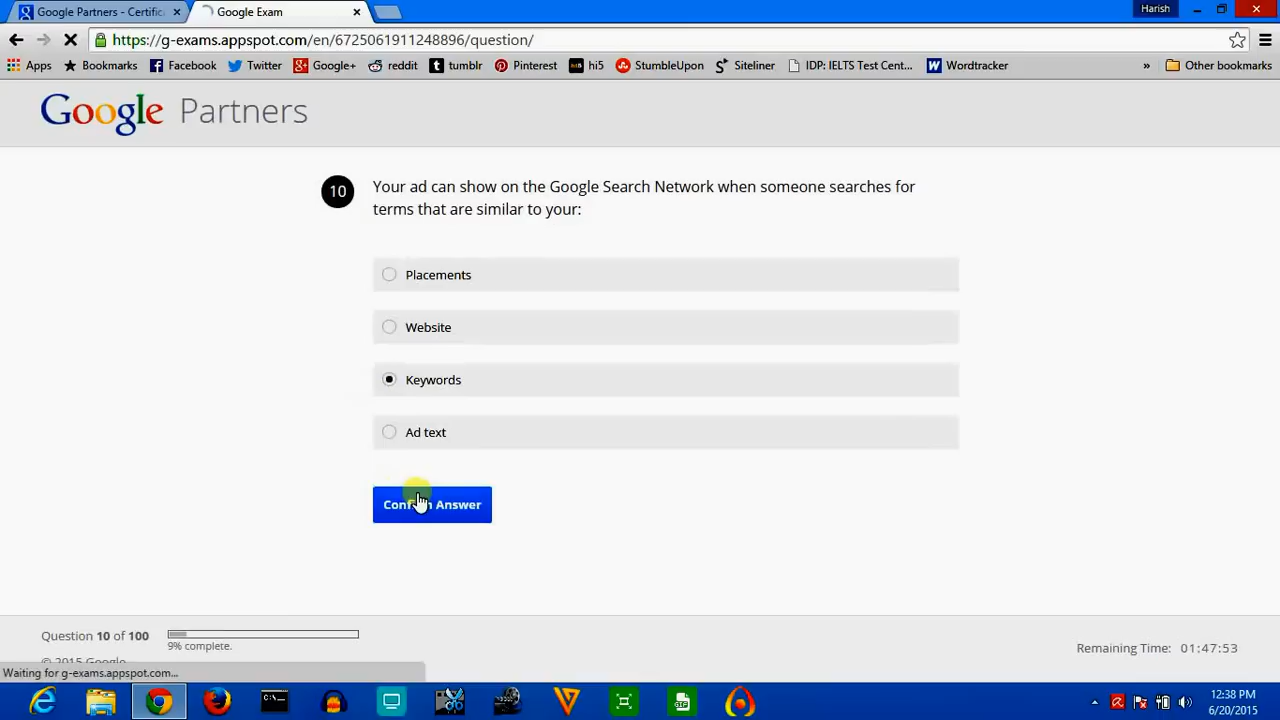 Google Partners - Certific
Google Exam
Harish
https://g-exams.appspot.com/en/6725061911248896/question/
Apps
Bookmarks
Facebook
Twitter
Google+
reddit
tumblr
Pinterest
hi5
StumbleUpon
Siteliner
IDP: IELTS Test Cent...
Wordtracker
»
Other bookmarks
Google Partners
10
Your ad can show on the Google Search Network when someone searches for
terms that are similar to your:
Placements
Website
Keywords
Ad text
Confirm Answer
Question 10 of 100
9% complete.
Remaining Time: 01:47:53
© 2015 Google
Waiting for g-exams.appspot.com...
12:38 PM
6/20/2015